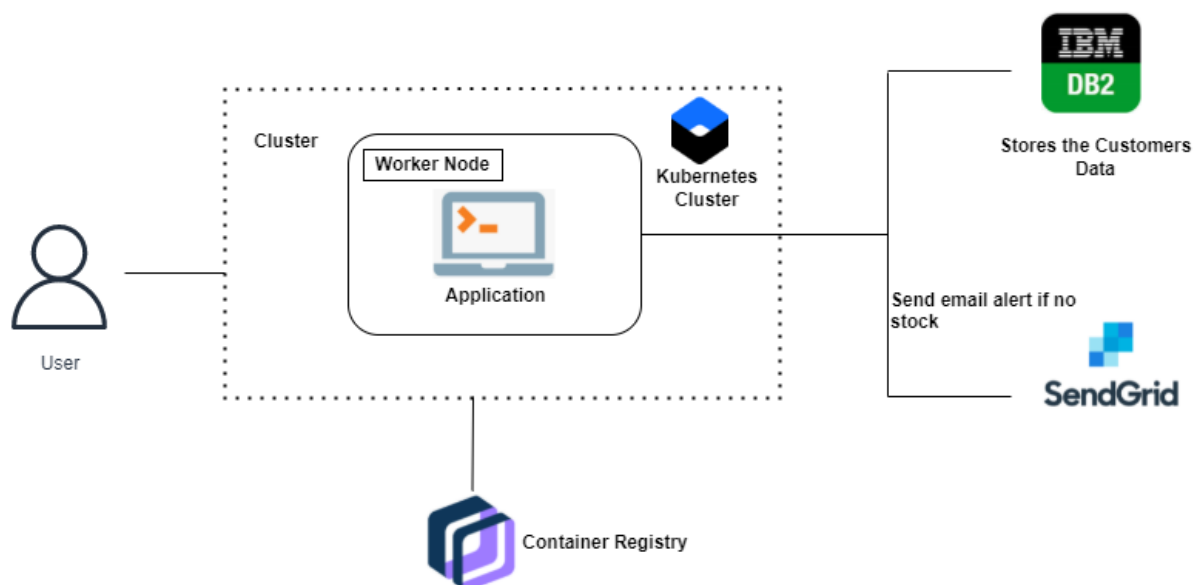 IBM
DB2
Stores the Customers
Data
Cluster
Worker Node
Kubernetes
Cluster
Application
User
Send email alert if no
stock
SendGrid
Container Registry